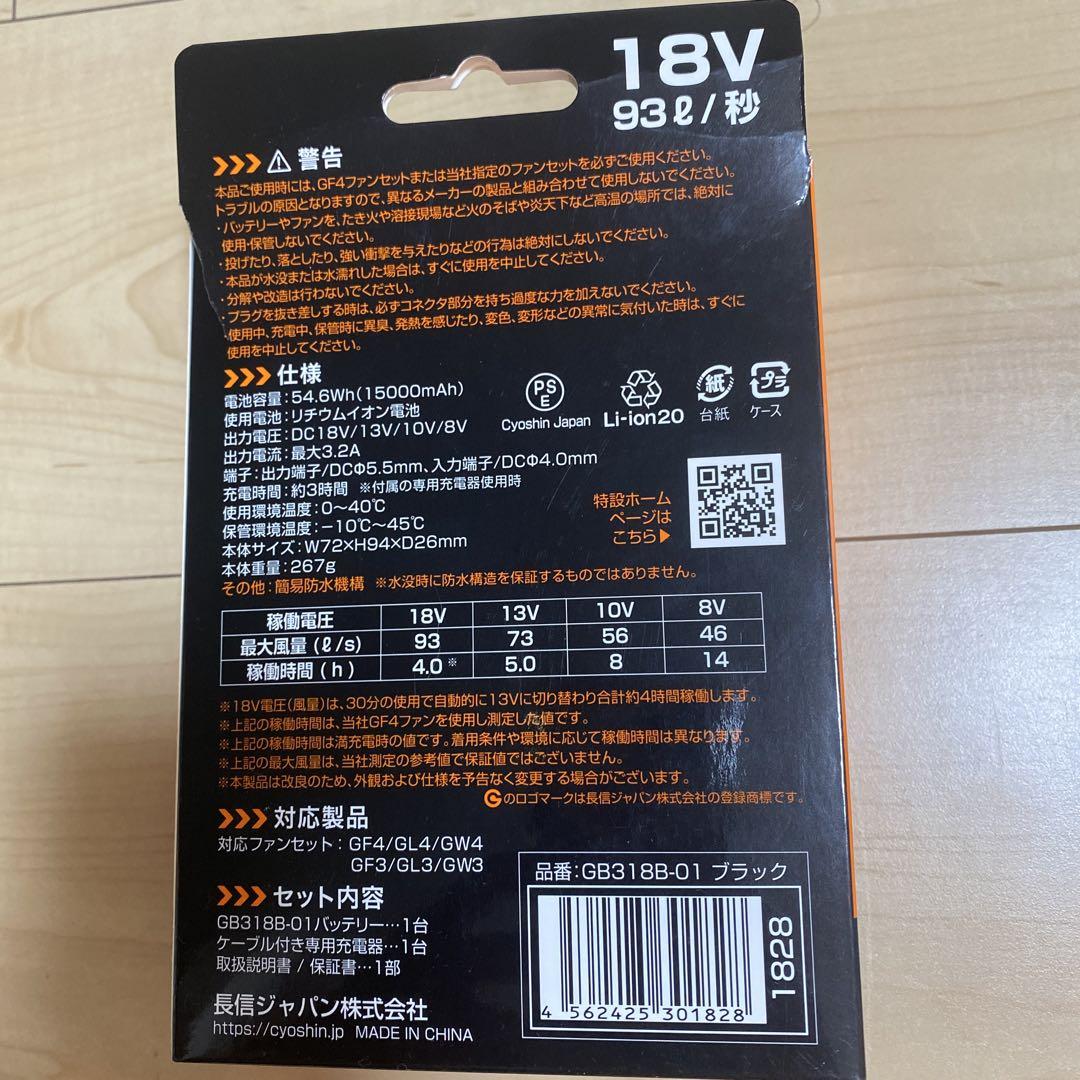 18V
93ℓ/秒
警告
本品ご使用時には、GF4ファンセットまたは当社指定のファンセットを必ずご使用ください。
トラブルの原因となりますので、異なるメーカーの製品と組み合わせて使用しないでください。
・バッテリーやファンを、たき火や溶接現場など火のそばや炎天下など高温の場所では、絶対に
使用・保管しないでください。
・投げたり、落としたり、強い衝撃を与えたりなどの行為は絶対にしないでください。
・本品が水没または水濡れした場合は、すぐに使用を中止してください。
・分解や改造は行わないでください。
・プラグを抜き差しする時は、必ずコネクタ部分を持ち過度な力を加えないでください。
・使用中、充電中、保管時に異臭、発熱を感じたり、変色、変形などの異常に気付いた時は、すぐに
使用を中止してください。
仕様
電池容量:54.6Wh(15000mAh)
使用電池:リチウムイオン電池
出力電圧:DC18V/13V/10V/8V
出力電流:最大3.2A
端子:出力端子/DCΦ5.5mm、入力端子/DCΦ4.0mm
充電時間:約3時間 ※付属の専用充電器使用時
使用環境温度:0〜40℃
保管環境温度:−10℃〜45℃
本体サイズ:W72×H94×D26mm
本体重量:267g
その他:簡易防水機構 ※水没時に防水構造を保証するものではありません。
PS
E
Cyoshin Japan
Li-ion20
紙
台紙
プラ
ケース
特設ホーム
ページは
こちら▶
稼働電圧 18V 13V 10V 8V
最大風量(ℓ/s) 93 73 56 46
稼働時間(h) 4.0※ 5.0 8 14
※18V電圧(風量)は、30分の使用で自動的に13Vに切り替わり合計約4時間稼働します。
※上記の稼働時間は、当社GF4ファンを使用し測定した値です。
※上記の稼働時間は満充電時の値です。着用条件や環境に応じて稼働時間は異なります。
※上記の最大風量は、当社測定の参考値で保証値ではございません。
※本製品は改良のため、外観および仕様を予告なく変更する場合がございます。
Gのロゴマークは長信ジャパン株式会社の登録商標です。
対応製品
対応ファンセット:GF4/GL4/GW4
GF3/GL3/GW3
セット内容
GB318B-01バッテリー…1台
ケーブル付き専用充電器…1台
取扱説明書/保証書…1部
長信ジャパン株式会社
https://cyoshin.jp MADE IN CHINA
品番:GB318B-01 ブラック
1828
4 562425 301828